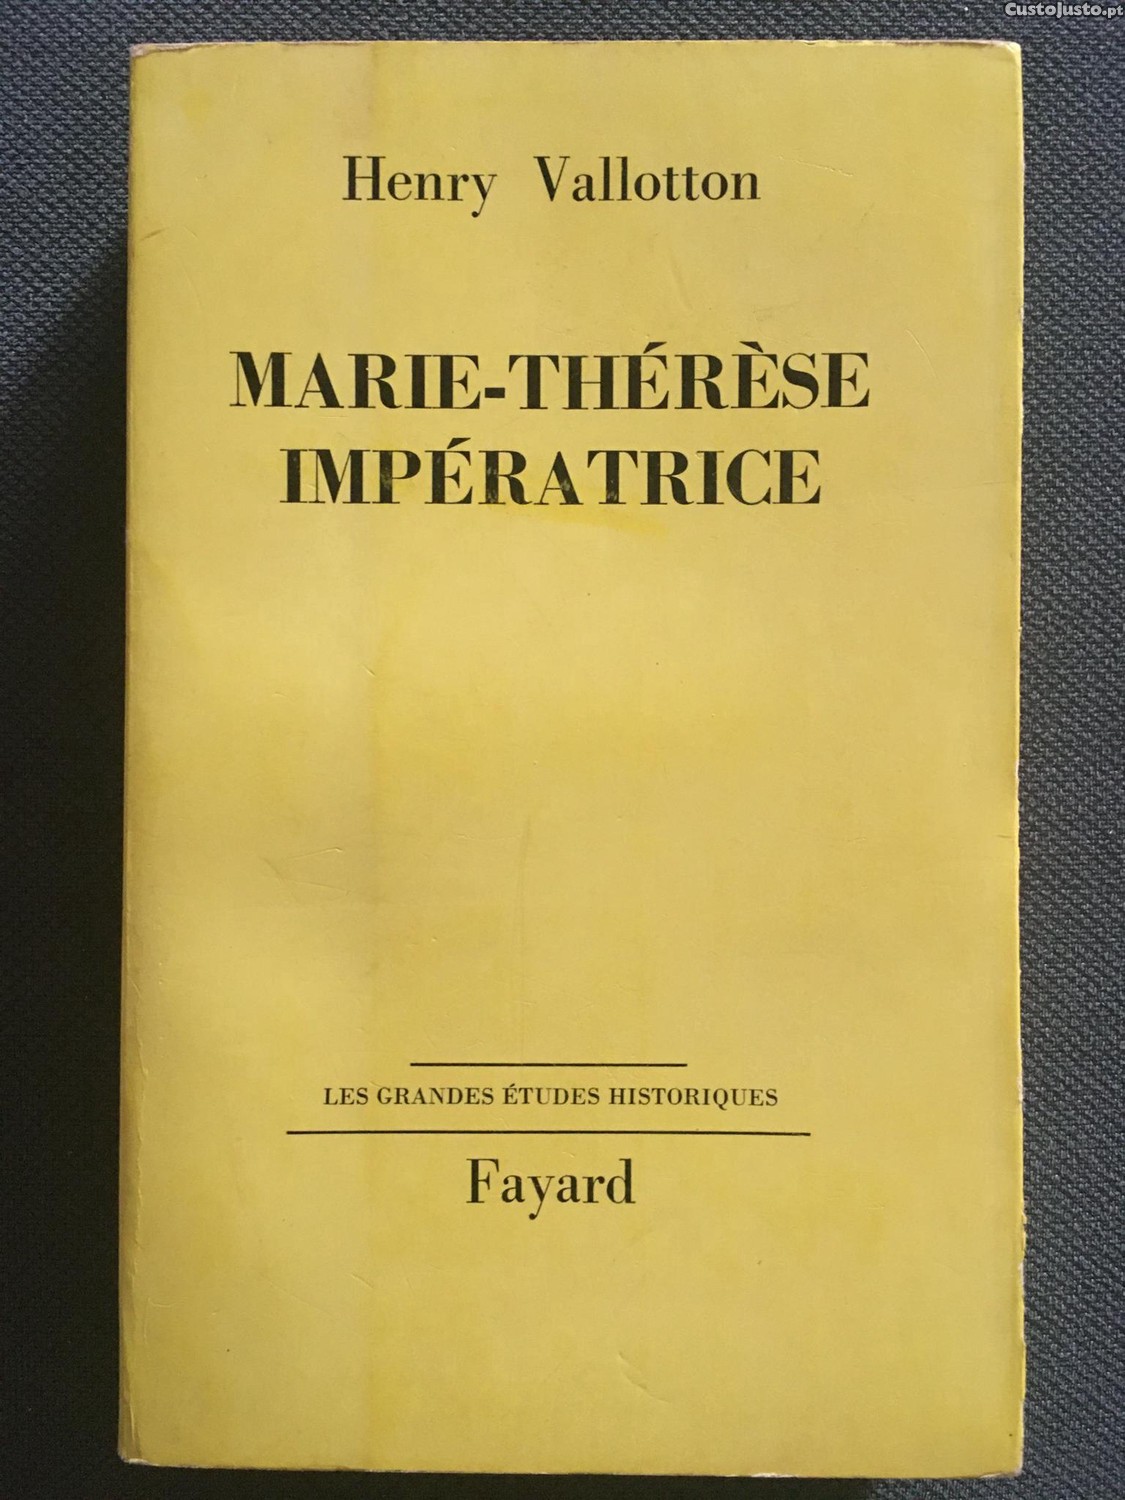 CustoJusto.pt
Henry Vallotton
MARIE-THÉRÈSE
IMPÉRATRICE
LES GRANDES ÉTUDES HISTORIQUES
Fayard